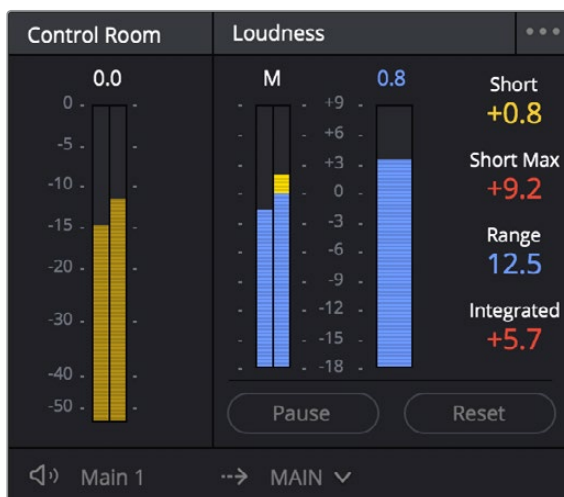 Control Room
0.0
0
-5
-10
-15
-20
-30
-40
-50
Loudness
M
0.8
+9
+6
+3
0
-3
-6
-9
-12
-15
-18
Short
+0.8
Short Max
+9.2
Range
12.5
Integrated
+5.7
Pause
Reset
Main 1
MAIN